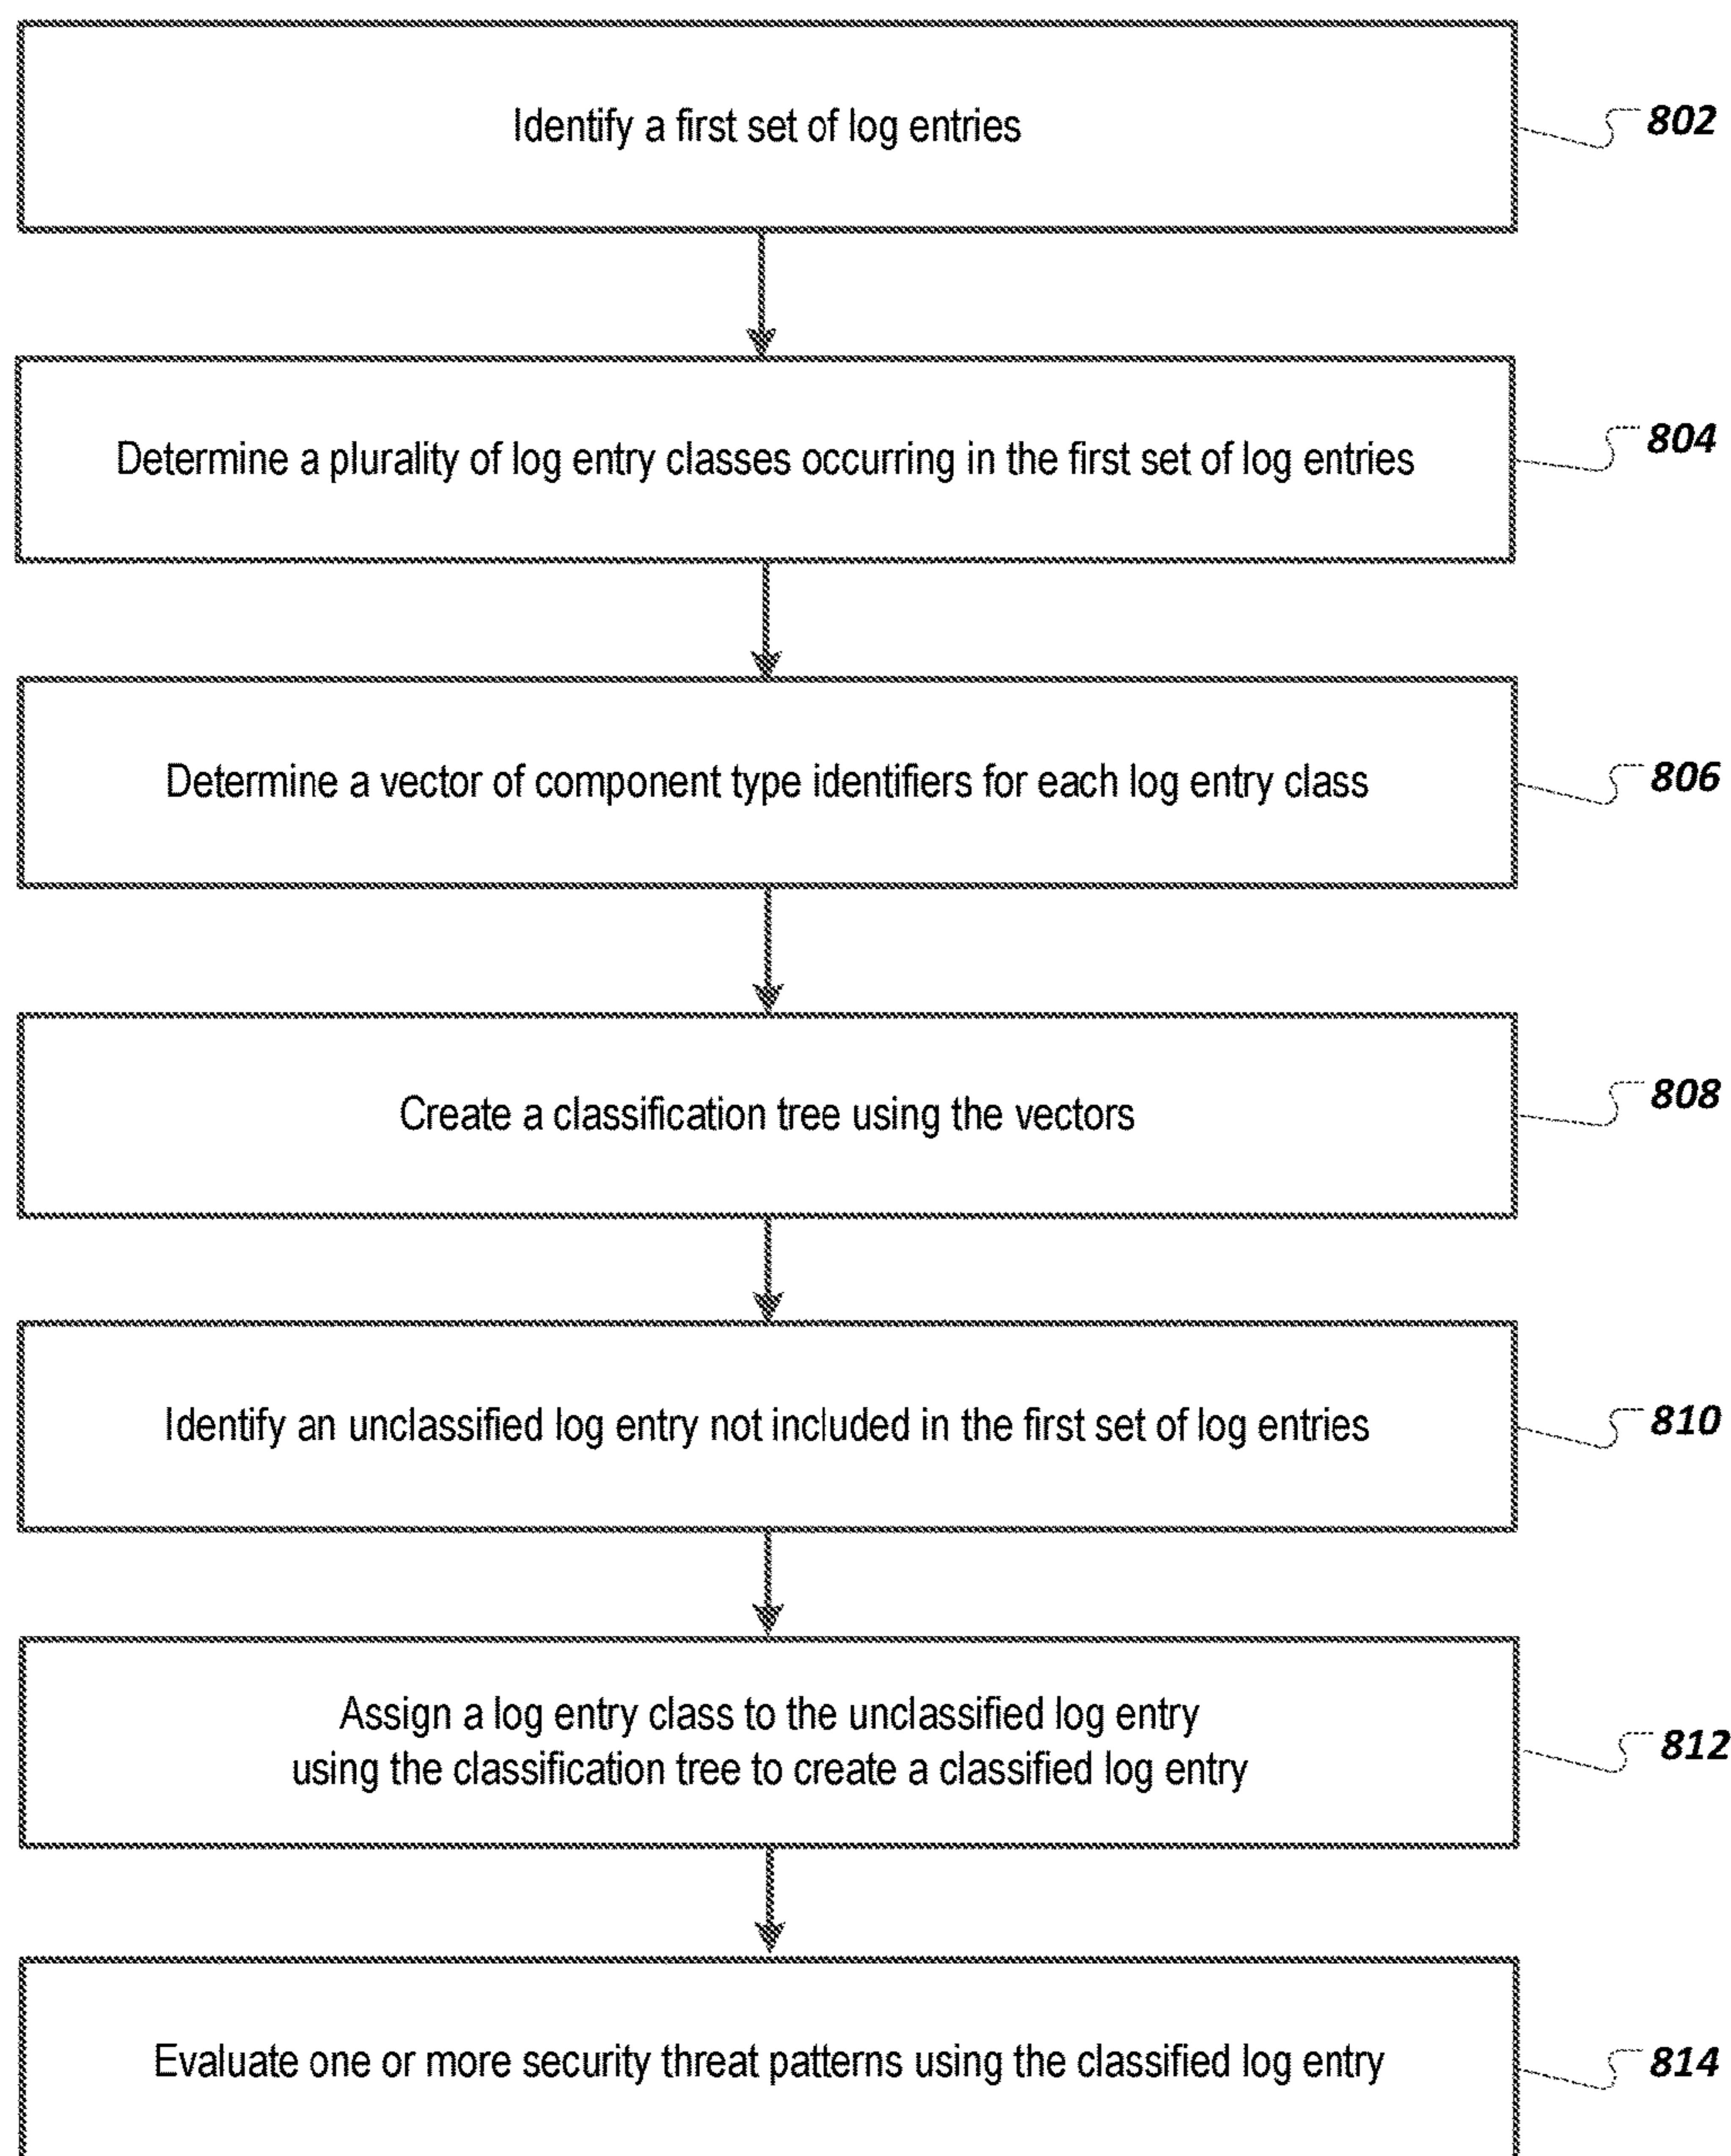 Identify a first set of log entries
802
Determine a plurality of log entry classes occurring in the first set of log entries
804
Determine a vector of component type identifiers for each log entry class
806
Create a classification tree using the vectors
808
Identify an unclassified log entry not included in the first set of log entries
810
Assign a log entry class to the unclassified log entry
using the classification tree to create a classified log entry
812
Evaluate one or more security threat patterns using the classified log entry
814